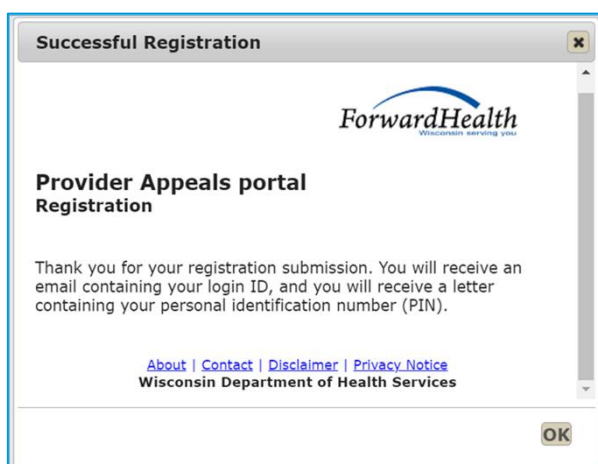 Successful Registration
ForwardHealth
Wisconsin serving you
Provider Appeals portal
Registration
Thank you for your registration submission. You will receive an
email containing your login ID, and you will receive a letter
containing your personal identification number (PIN).
About | Contact | Disclaimer | Privacy Notice
Wisconsin Department of Health Services
OK